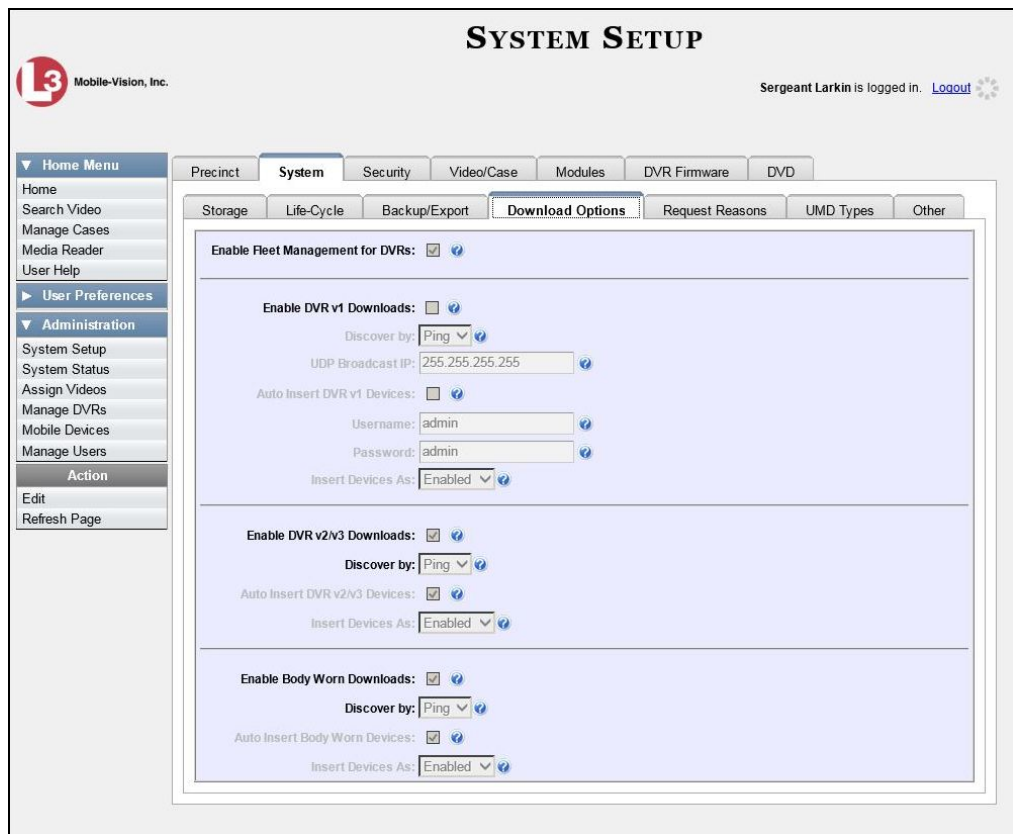 SYSTEM SETUP
L3 Mobile-Vision, Inc.
Sergeant Larkin is logged in. Logout
▼ Home Menu
Home
Search Video
Manage Cases
Media Reader
User Help
▶ User Preferences
▼ Administration
System Setup
System Status
Assign Videos
Manage DVRs
Mobile Devices
Manage Users
Action
Edit
Refresh Page
Precinct System Security Video/Case Modules DVR Firmware DVD
Storage Life-Cycle Backup/Export Download Options Request Reasons UMD Types Other
Enable Fleet Management for DVRs: ?
Enable DVR v1 Downloads: ?
Discover by: Ping ?
UDP Broadcast IP: 255.255.255.255 ?
Auto Insert DVR v1 Devices: ?
Username: admin ?
Password: admin ?
Insert Devices As: Enabled ?
Enable DVR v2/v3 Downloads: ?
Discover by: Ping ?
Auto Insert DVR v2/v3 Devices: ?
Insert Devices As: Enabled ?
Enable Body Worn Downloads: ?
Discover by: Ping ?
Auto Insert Body Worn Devices: ?
Insert Devices As: Enabled ?